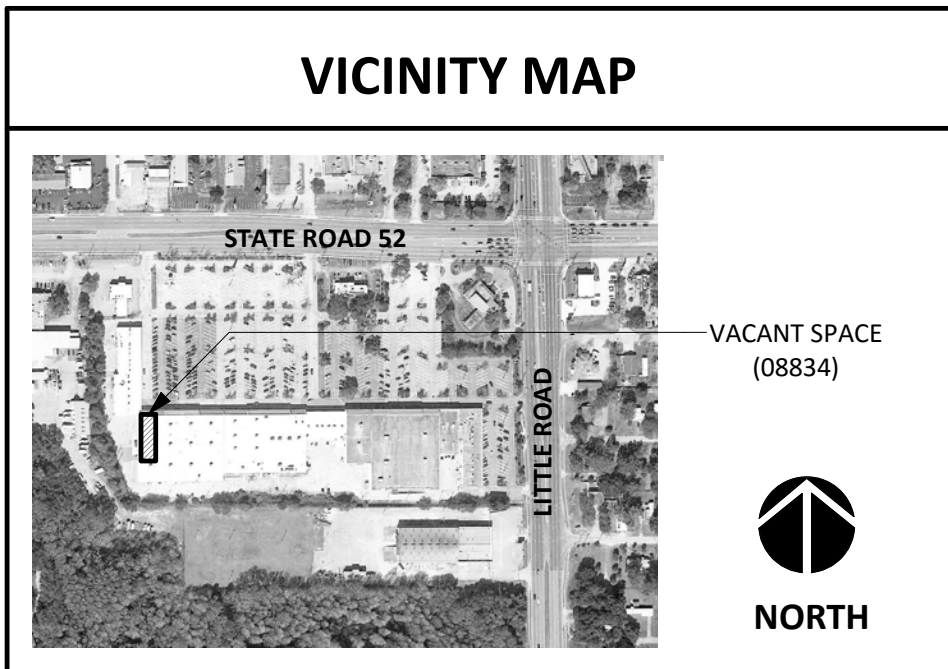 VICINITY MAP
STATE ROAD 52
VACANT SPACE
(08834)
LITTLE ROAD
NORTH